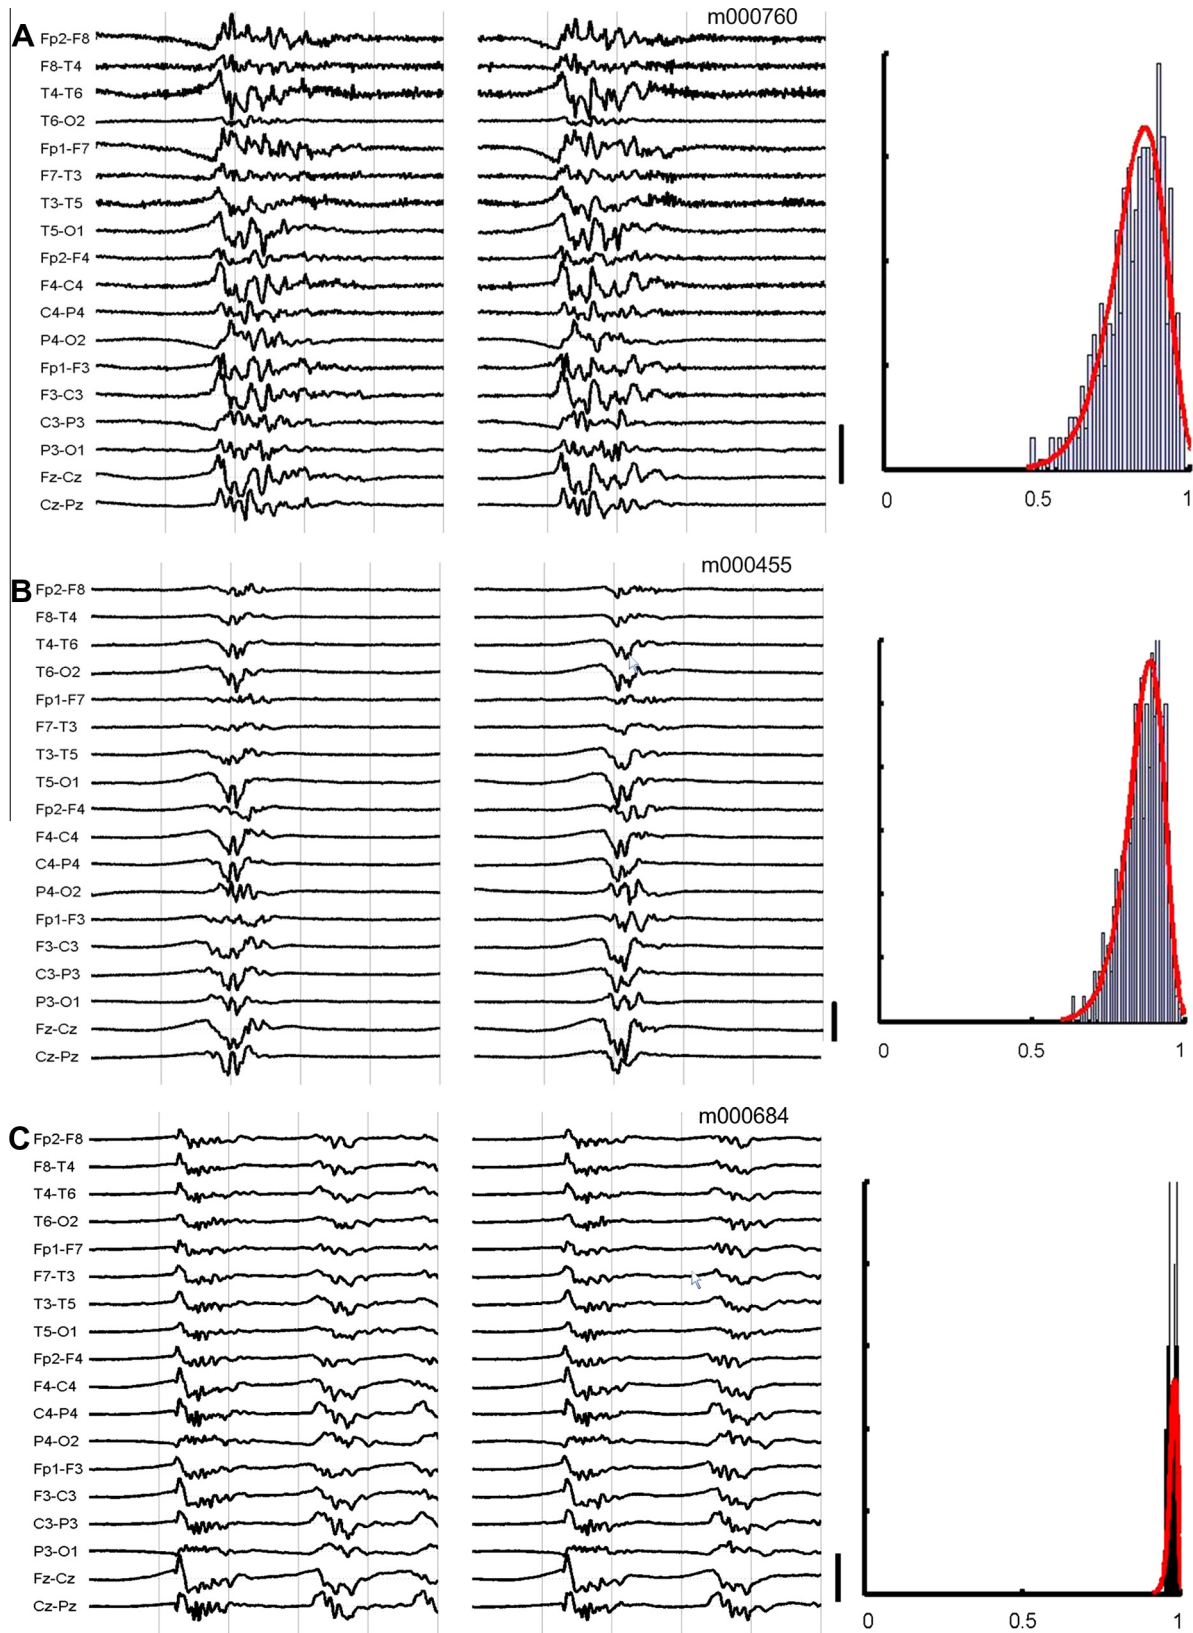 A
m000760
Fp2-F8
F8-T4
T4-T6
T6-O2
Fp1-F7
F7-T3
T3-T5
T5-O1
Fp2-F4
F4-C4
C4-P4
P4-O2
Fp1-F3
F3-C3
C3-P3
P3-O1
Fz-Cz
Cz-Pz
0 0.5 1
B
m000455
Fp2-F8
F8-T4
T4-T6
T6-O2
Fp1-F7
F7-T3
T3-T5
T5-O1
Fp2-F4
F4-C4
C4-P4
P4-O2
Fp1-F3
F3-C3
C3-P3
P3-O1
Fz-Cz
Cz-Pz
0 0.5 1
C
m000684
Fp2-F8
F8-T4
T4-T6
T6-O2
Fp1-F7
F7-T3
T3-T5
T5-O1
Fp2-F4
F4-C4
C4-P4
P4-O2
Fp1-F3
F3-C3
C3-P3
P3-O1
Fz-Cz
Cz-Pz
0 0.5 1